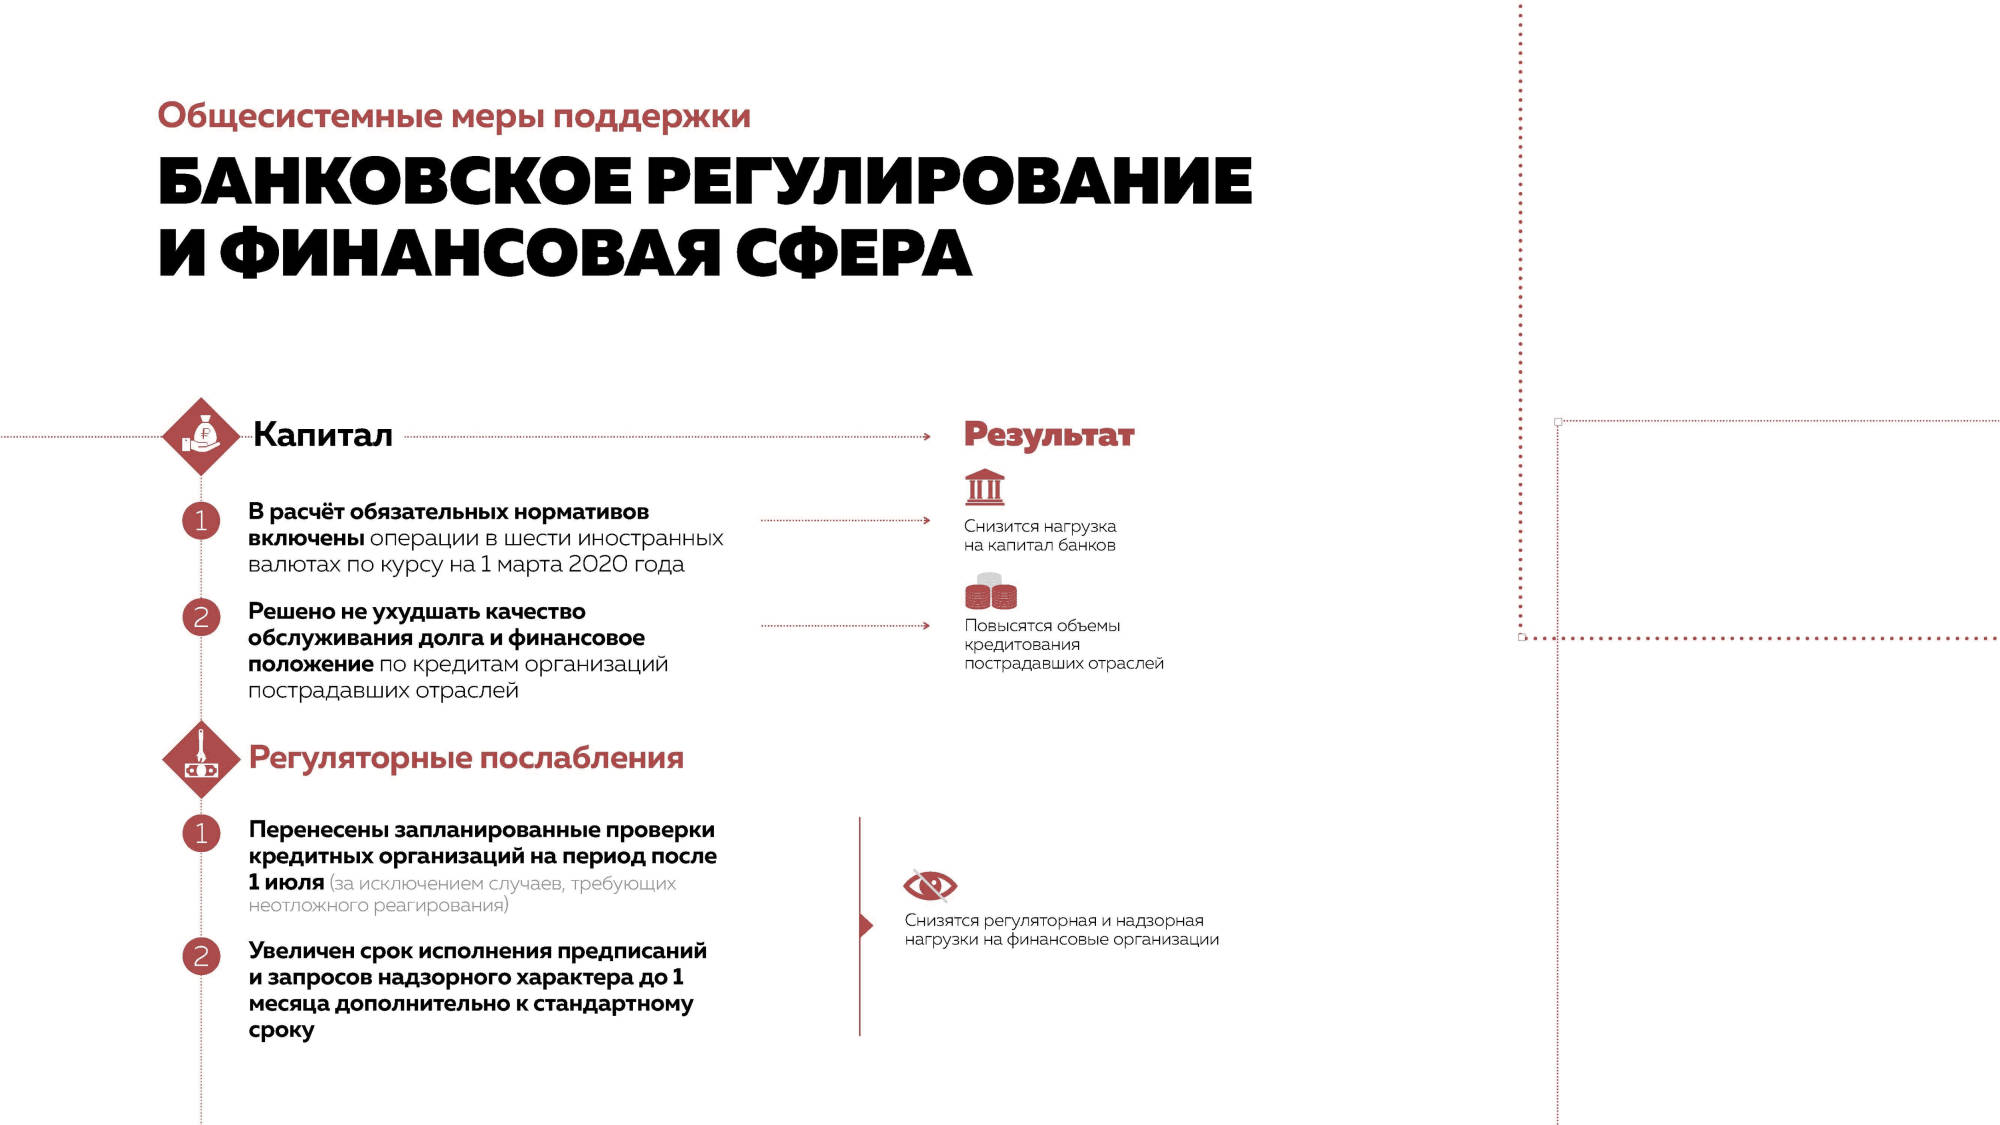 Общесистемные меры поддержки
БАНКОВСКОЕ РЕГУЛИРОВАНИЕ
И ФИНАНСОВАЯ СФЕРА
Капитал
Результат
1
В расчёт обязательных нормативов
включены операции в шести иностранных
валютах по курсу на 1 марта 2020 года
Снизится нагрузка
на капитал банков
2
Решено не ухудшать качество
обслуживания долга и финансовое
положение по кредитам организаций
пострадавших отраслей
Повысятся объемы
кредитования
пострадавших отраслей
Регуляторные послабления
1
Перенесены запланированные проверки
кредитных организаций на период после
1 июля (за исключением случаев, требующих
неотложного реагирования)
2
Увеличен срок исполнения предписаний
и запросов надзорного характера до 1
месяца дополнительно к стандартному
сроку
Снизятся регуляторная и надзорная
нагрузки на финансовые организации